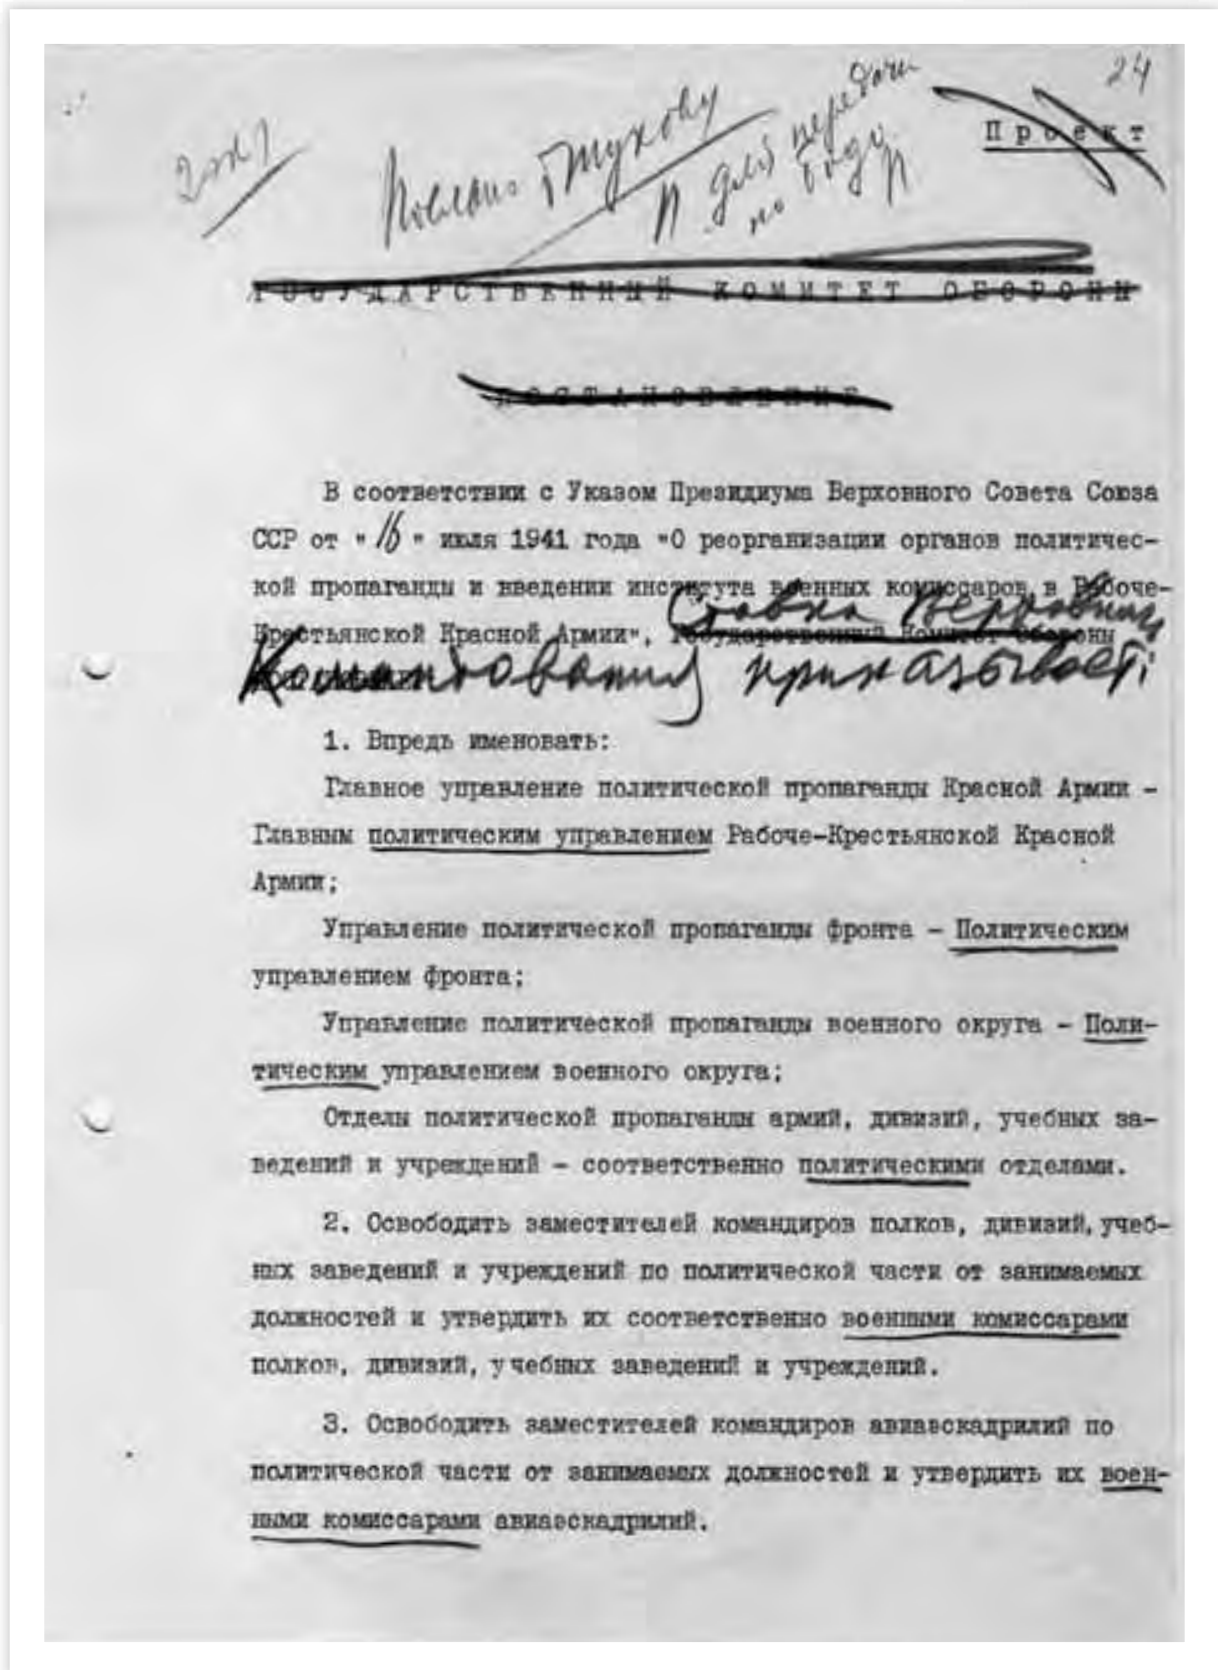 24
Проект
2 экз
Послано т. Жукову
для передачи
по бодо
ГОСУДАРСТВЕННЫЙ КОМИТЕТ ОБОРОНЫ
ПОСТАНОВЛЕНИЕ
В соответствии с Указом Президиума Верховного Совета Союза
ССР от "16" июля 1941 года "О реорганизации органов политичес-
кой пропаганды и введении института военных комиссаров в Рабоче-
Ставка Верховного
Крестьянской Красной Армии", Государственный Комитет Обороны
Командования приказывает:
1. Впредь именовать:
Главное управление политической пропаганды Красной Армии -
Главным политическим управлением Рабоче-Крестьянской Красной
Армии;
Управление политической пропаганды фронта - Политическим
управлением фронта;
Управление политической пропаганды военного округа - Поли-
тическим управлением военного округа;
Отделы политической пропаганды армий, дивизий, учебных за-
ведений и учреждений - соответственно политическими отделами.
2. Освободить заместителей командиров полков, дивизий, учеб-
ных заведений и учреждений по политической части от занимаемых
должностей и утвердить их соответственно военными комиссарами
полков, дивизий, учебных заведений и учреждений.
3. Освободить заместителей командиров авиаэскадрилий по
политической части от занимаемых должностей и утвердить их воен-
ными комиссарами авиаэскадрилий.